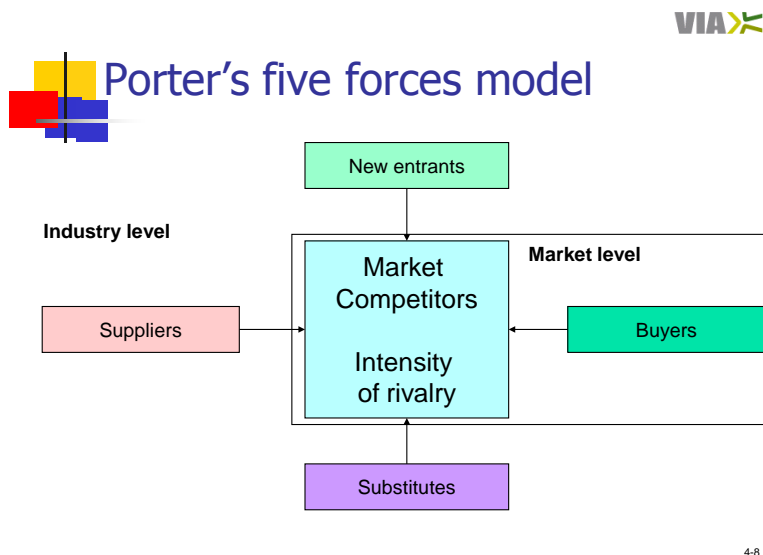 VIA
Porter’s five forces model
New entrants
Industry level
Market
Competitors
Intensity
of rivalry
Market level
Suppliers
Buyers
Substitutes
4-8